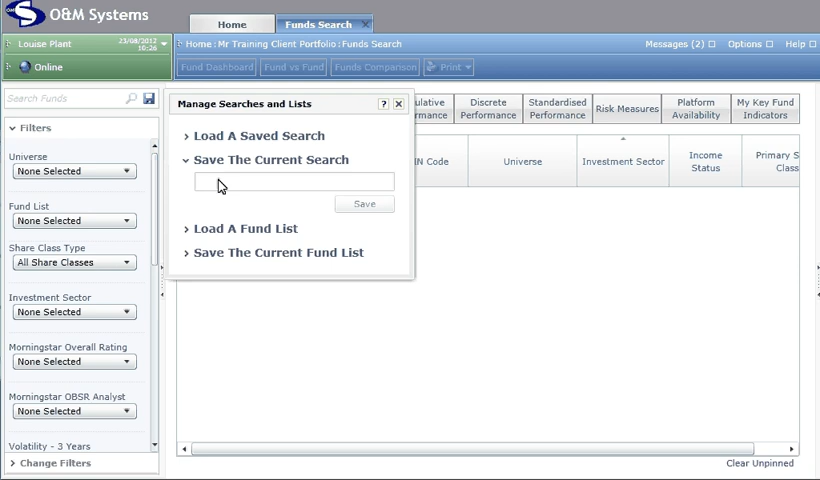 O&M Systems
Home
Funds Search
Louise Plant
23/08/2012
10:26
Home : Mr Training Client Portfolio : Funds Search
Messages (2)
Options
Help
Online
Fund Dashboard
Fund vs Fund
Funds Comparison
Print
Search Funds
Manage Searches and Lists
?
Load A Saved Search
Save The Current Search
Save
Load A Fund List
Save The Current Fund List
Discrete
Performance
Standardised
Performance
Risk Measures
Platform
Availability
My Key Fund
Indicators
Code
Universe
Investment Sector
Income
Status
Primary S
Class
Filters
Universe
None Selected
Fund List
None Selected
Share Class Type
All Share Classes
Investment Sector
None Selected
Morningstar Overall Rating
None Selected
Morningstar OBSR Analyst
None Selected
Volatility - 3 Years
Change Filters
Clear Unpinned